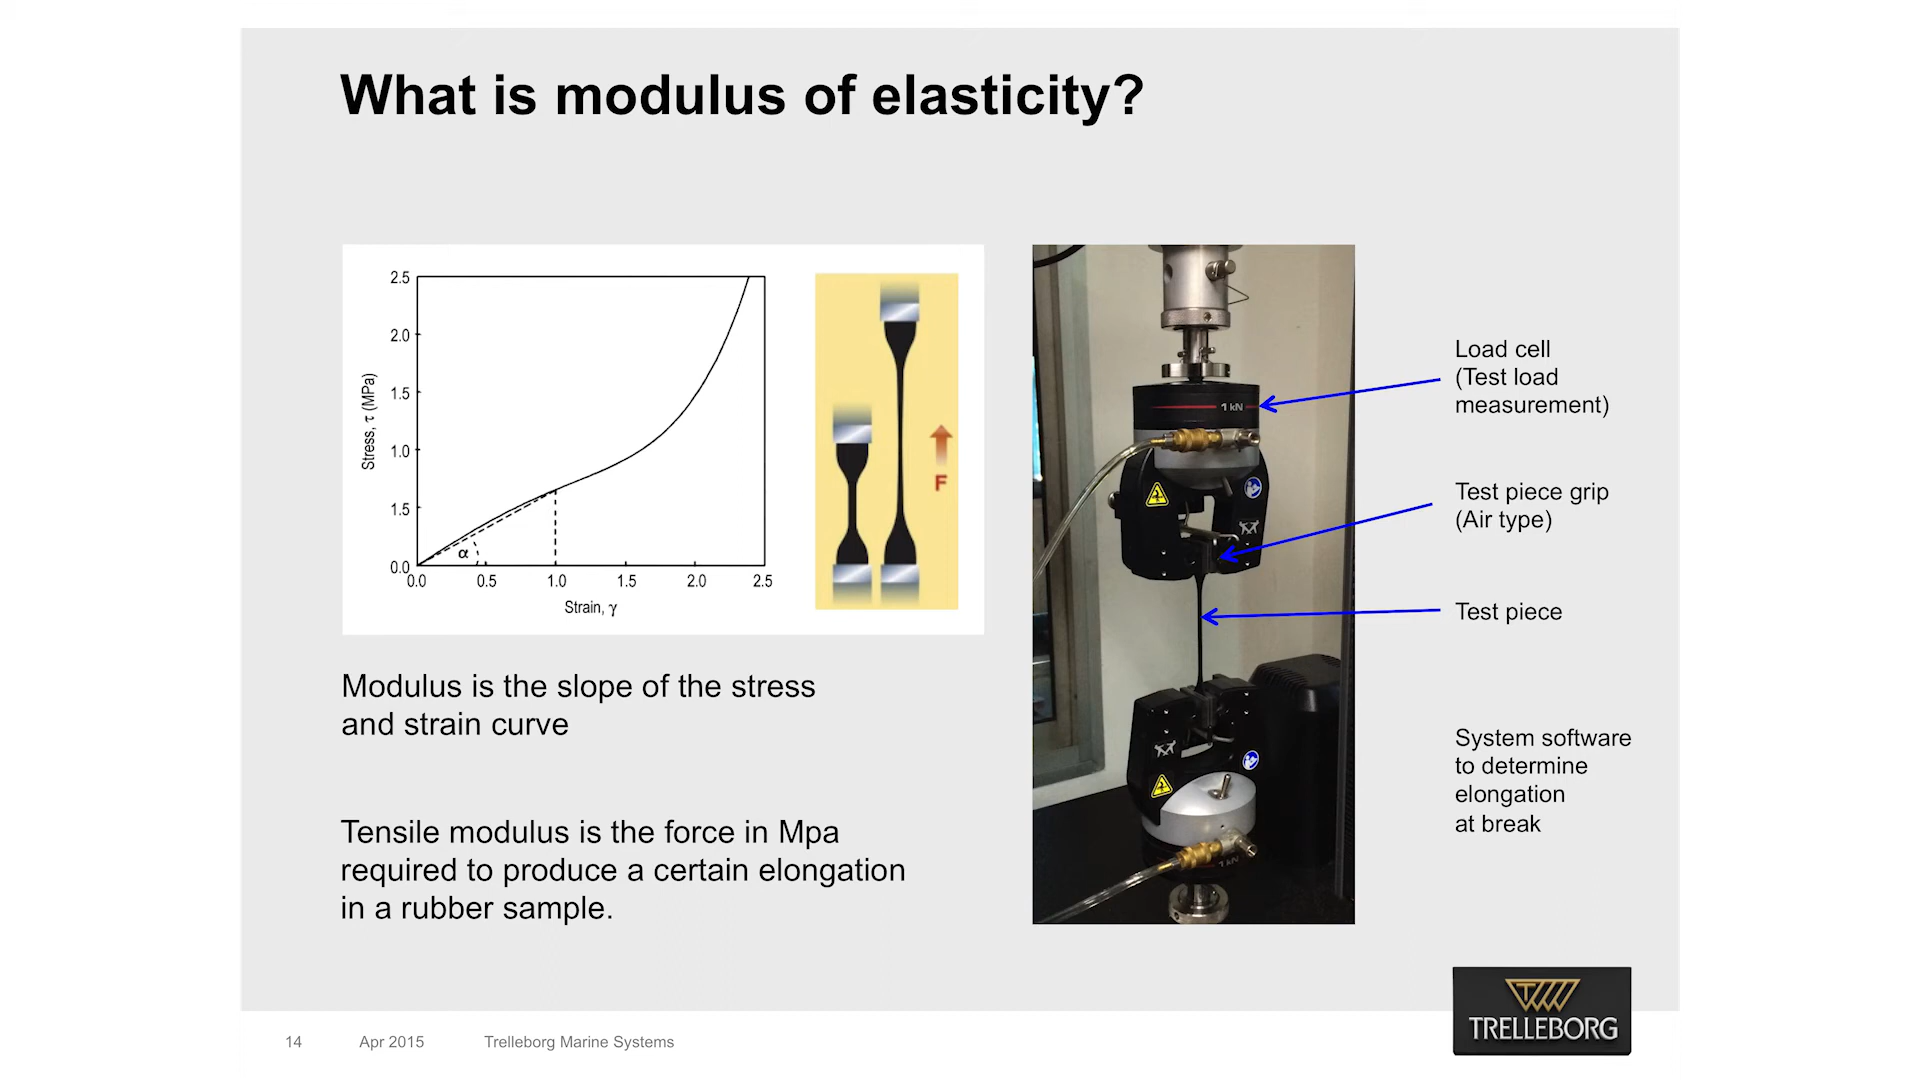 What is modulus of elasticity?
2.5
2.0
1.5
1.0
1.5
0.0
Stress, τ (MPa)
α
0.0 0.5 1.0 1.5 2.0 2.5
Strain, γ
F
1 kN
1 kN
Load cell
(Test load
measurement)
Test piece grip
(Air type)
Test piece
System software
to determine
elongation
at break
Modulus is the slope of the stress
and strain curve
Tensile modulus is the force in Mpa
required to produce a certain elongation
in a rubber sample.
14 Apr 2015 Trelleborg Marine Systems
T
TRELLEBORG